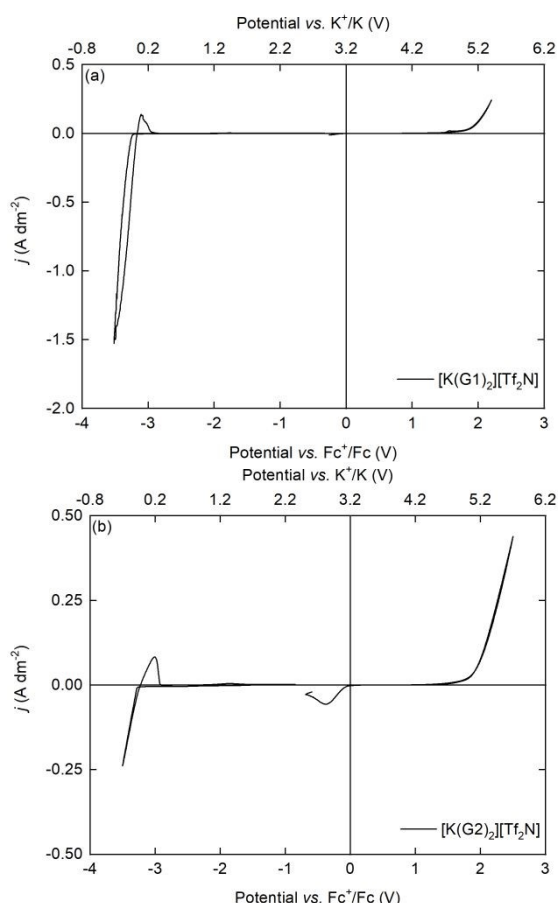 Potential vs. K⁺/K (V)
-0.8 0.2 1.2 2.2 3.2 4.2 5.2 6.2
(a)
0.5
0.0
-0.5
-1.0
-1.5
-2.0
j (A dm⁻²)
[K(G1)₂][Tf₂N]
-4 -3 -2 -1 0 1 2 3
Potential vs. Fc⁺/Fc (V)
Potential vs. K⁺/K (V)
-0.8 0.2 1.2 2.2 3.2 4.2 5.2 6.2
(b)
0.50
0.25
0.00
-0.25
-0.50
j (A dm⁻²)
[K(G2)₂][Tf₂N]
-4 -3 -2 -1 0 1 2 3
Potential vs. Fc⁺/Fc (V)